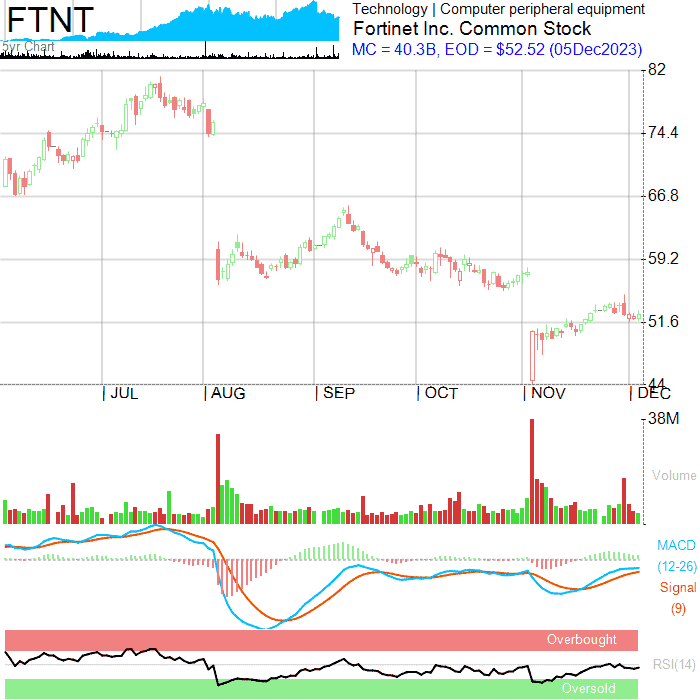 FTNT
5yr Chart
Technology | Computer peripheral equipment
Fortinet Inc. Common Stock
MC = 40.3B, EOD = $52.52 (05Dec2023)
82
74.4
66.8
59.2
51.6
44
| JUL | AUG | SEP | OCT | NOV | DEC
38M
Volume
MACD
(12-26)
Signal
(9)
Overbought
RSI(14)
Oversold